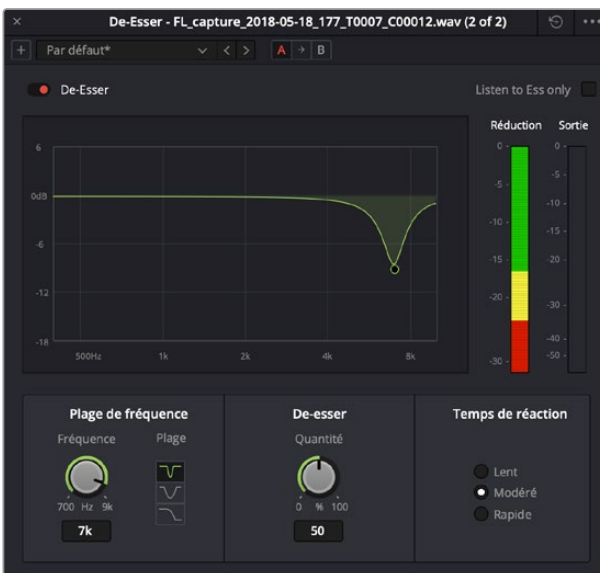 De-Esser - FL_capture_2018-05-18_177_T0007_C00012.wav (2 of 2)
Par défaut*
A B
De-Esser
Listen to Ess only
Réduction Sortie
6
0dB
-6
-12
-18
500Hz 1k 2k 4k 8k
0
-5
-10
-15
-20
-30
0
-5
-10
-15
-20
-30
-40
-50
Plage de fréquence
Fréquence Plage
700 Hz 9k
7k
De-esser
Quantité
0 % 100
50
Temps de réaction
Lent
Modéré
Rapide